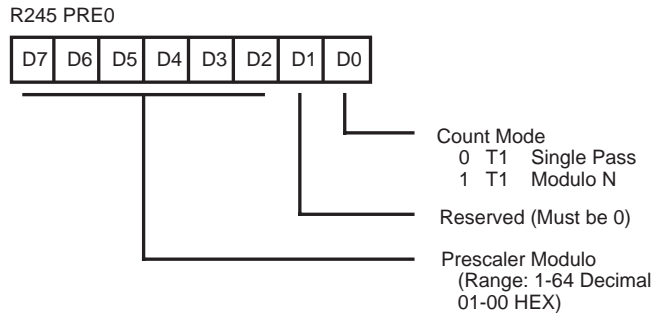 R245 PRE0
D7 D6 D5 D4 D3 D2 D1 D0
Count Mode
0 T1 Single Pass
1 T1 Modulo N
Reserved (Must be 0)
Prescaler Modulo
(Range: 1-64 Decimal
01-00 HEX)